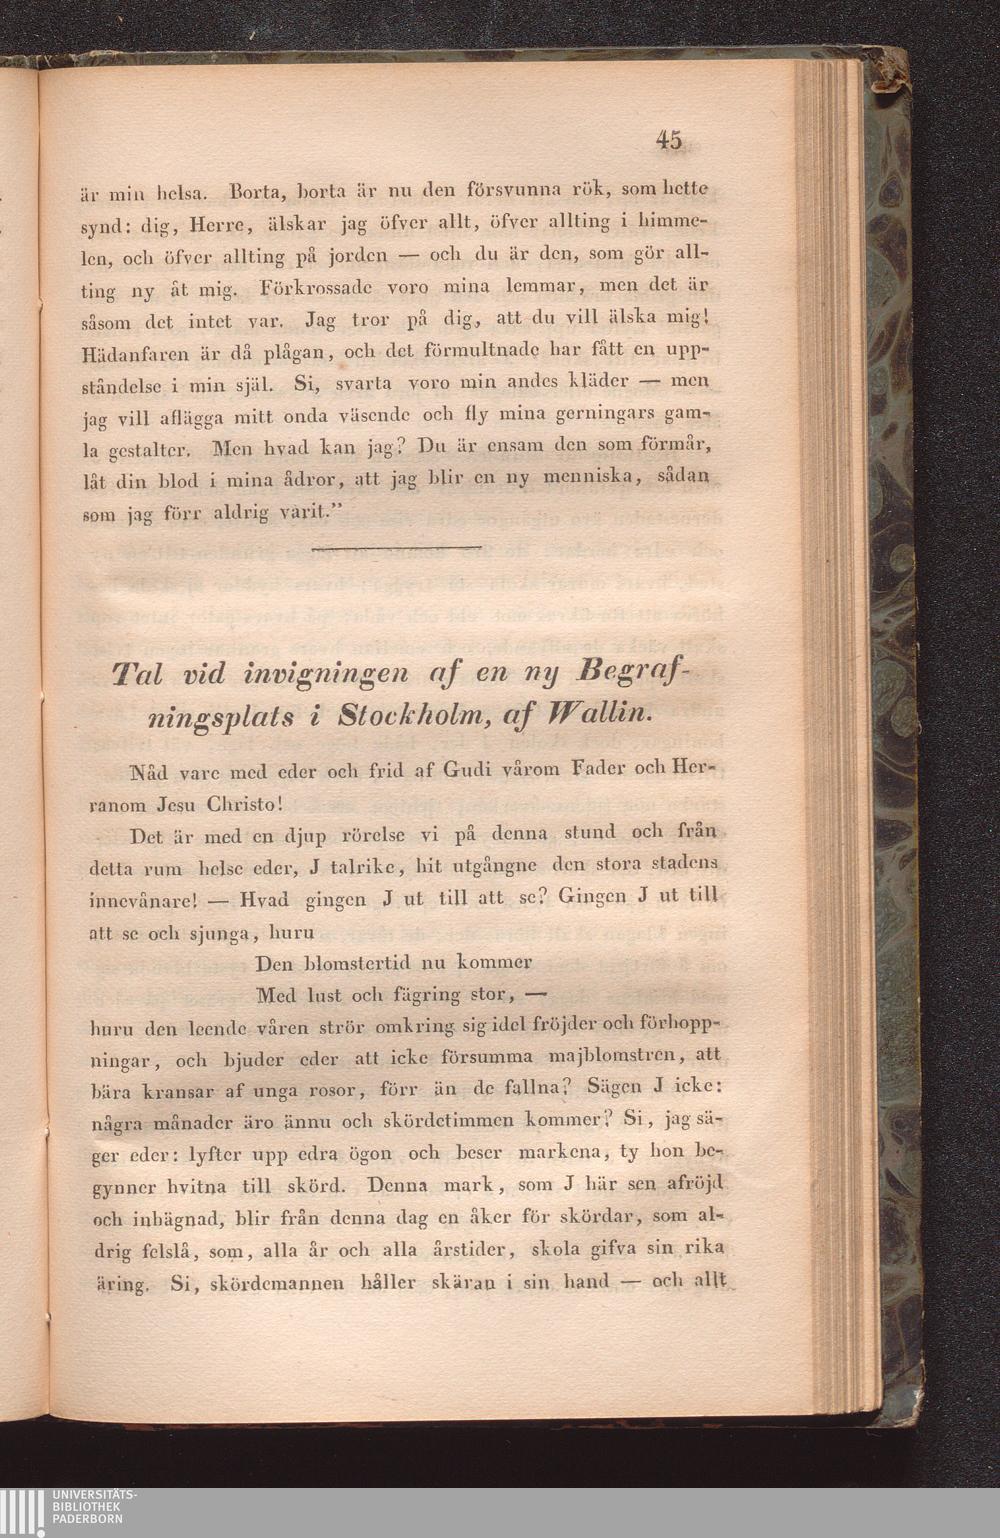 45
är min helsa. Borta, borta är nu den försvunna rök, som hette
synd: dig, Herre, älskar jag öfver allt, öfver allting i himme-
len, och öfver allting på jorden — och du är den, som gör all-
ting ny åt mig. Förkrossade voro mina lemmar, men det är
såsom det intet var. Jag tror på dig, att du vill älska mig!
Hädanfaren är då plågan, och det förmultnade har fått en upp-
ståndelse i min själ. Si, svarta voro min andes kläder — men
jag vill aflägga mitt onda väsende och fly mina gerningars gam-
la gestalter. Men hvad kan jag? Du är ensam den som förmår,
låt din blod i mina ådror, att jag blir en ny menniska, sådan
som jag förr aldrig varit.”
Tal vid invigningen af en ny Begraf-
ningsplats i Stockholm, af Wallin.
Nåd vare med eder och frid af Gudi vårom Fader och Her-
ranom Jesu Christo!
Det är med en djup rörelse vi på denna stund och från
detta rum helse eder, J talrike, hit utgångne den stora stadens
innevånare! — Hvad gingen J ut till att se? Gingen J ut till
att se och sjunga, huru
Den blomstertid nu kommer
Med lust och fägring stor, —
huru den leende våren strör omkring sig idel fröjder och förhopp-
ningar, och bjuder eder att icke försumma majblomstren, att
bära kransar af unga rosor, förr än de fallna? Sägen J icke:
några månader äro ännu och skördetimmen kommer? Si, jag sä-
ger eder: lyfter upp edra ögon och beser markena, ty hon be-
gynner hvitna till skörd. Denna mark, som J här sen afröjd
och inhägnad, blir från denna dag en åker för skördar, som al-
drig felslå, som, alla år och alla årstider, skola gifva sin rika
äring. Si, skördemannen håller skäran i sin hand — och allt
UNIVERSITÄTS-
BIBLIOTHEK
PADERBORN